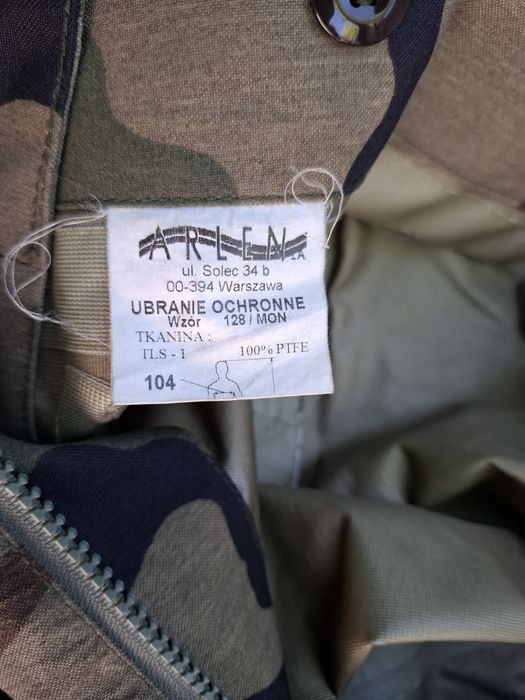 ARLEN S.A.
ul. Solec 34 b
00-394 Warszawa
UBRANIE OCHRONNE
Wzór 128 / MON
TKANINA :
TLS - 1 100% PTFE
104